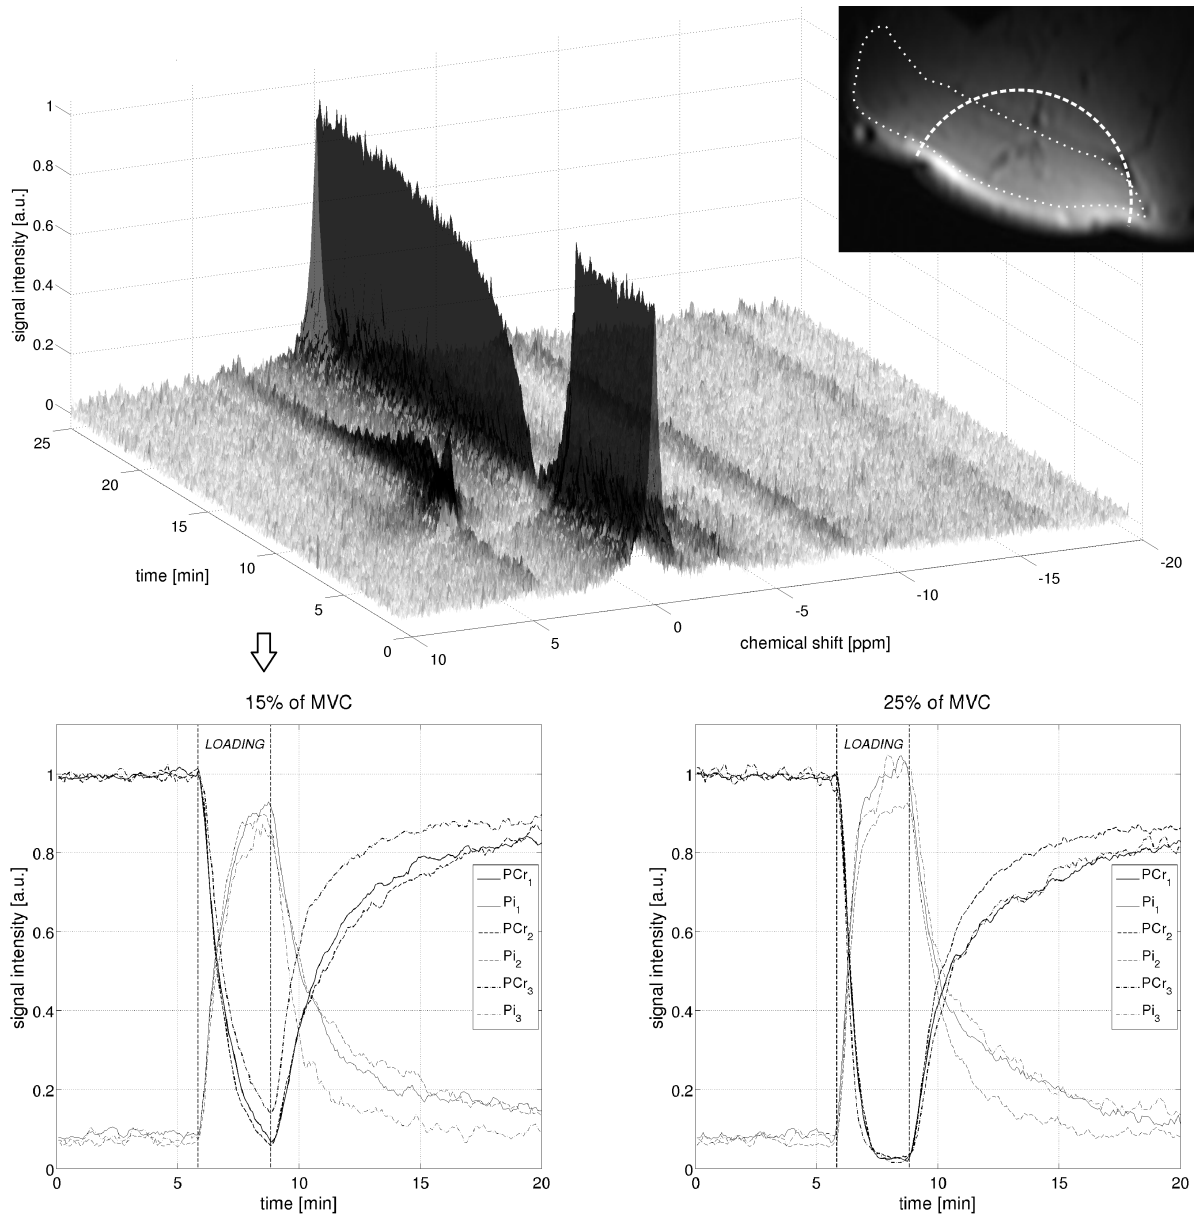 signal intensity [a.u.]
1
0.8
0.6
0.4
0.2
0
25
20
15
10
5
0
time [min]
10
5
0
-5
-10
-15
-20
chemical shift [ppm]
15% of MVC
LOADING
signal intensity [a.u.]
1
0.8
0.6
0.4
0.2
0
0
5
10
15
20
time [min]
PCr1
Pi1
PCr2
Pi2
PCr3
Pi3
25% of MVC
LOADING
signal intensity [a.u.]
1
0.8
0.6
0.4
0.2
0
0
5
10
15
20
time [min]
PCr1
Pi1
PCr2
Pi2
PCr3
Pi3